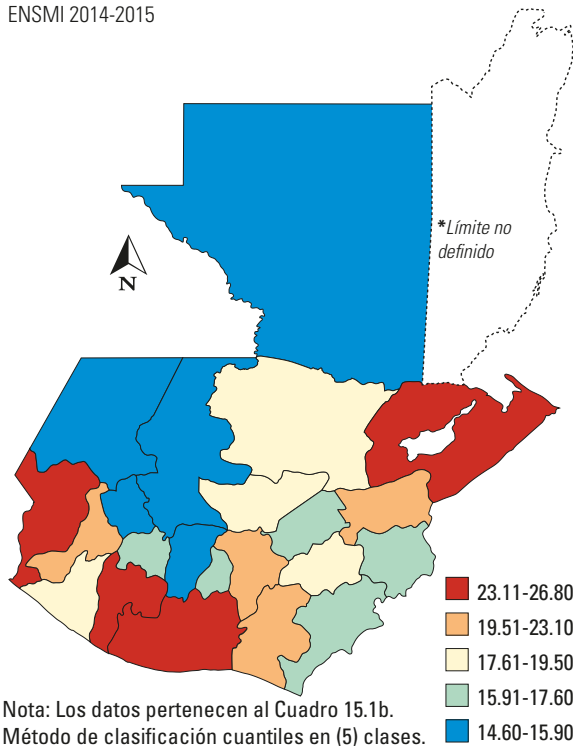 ENSMI 2014-2015
*Límite no
definido
N
23.11-26.80
19.51-23.10
17.61-19.50
15.91-17.60
14.60-15.90
Nota: Los datos pertenecen al Cuadro 15.1b.
Método de clasificación cuantiles en (5) clases.